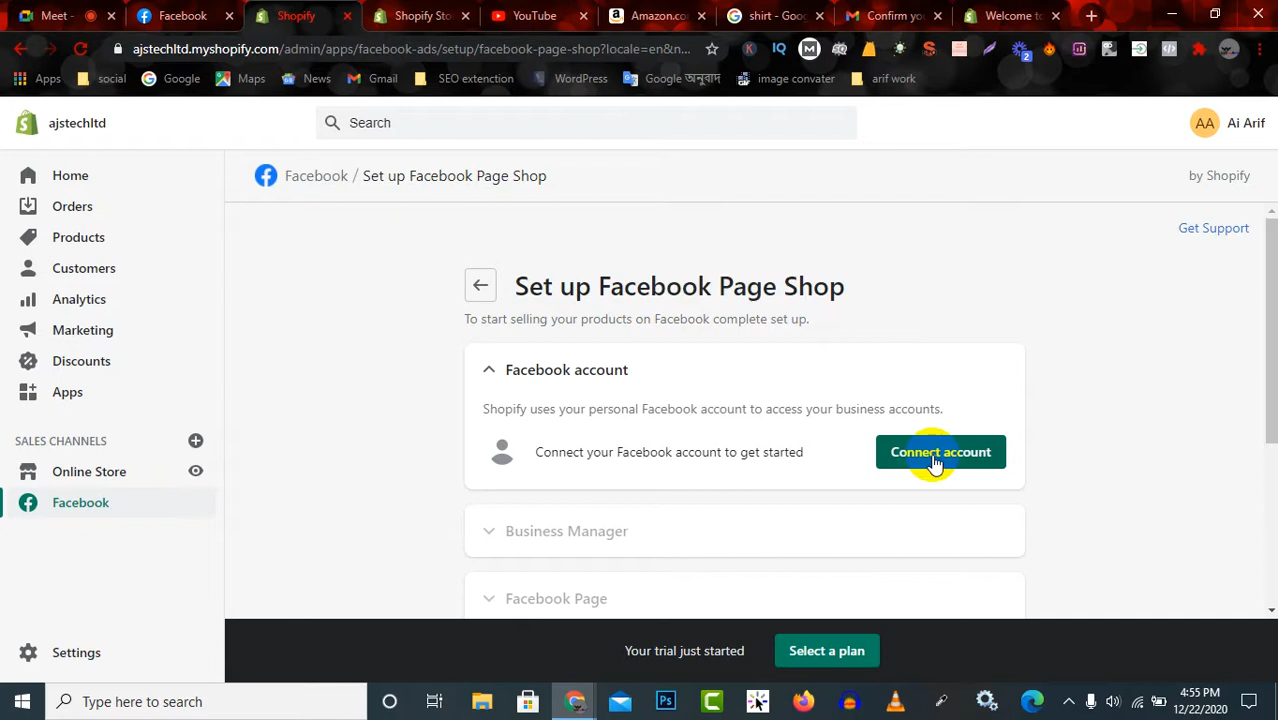 Meet -
Facebook
Shopify
Shopify Sto
YouTube
Amazon.co
shirt - Goo
Confirm yo
Welcome to
ajstechltd.myshopify.com/admin/apps/facebook-ads/setup/facebook-page-shop?locale=en&n...
2
Apps
social
Google
Maps
News
Gmail
SEO extention
WordPress
Google অনুবাদ
image convater
arif work
ajstechltd
Search
AA
Ai Arif
Home
Orders
Products
Customers
Analytics
Marketing
Discounts
Apps
SALES CHANNELS
Online Store
Facebook
Settings
Facebook / Set up Facebook Page Shop
by Shopify
Get Support
Set up Facebook Page Shop
To start selling your products on Facebook complete set up.
Facebook account
Shopify uses your personal Facebook account to access your business accounts.
Connect your Facebook account to get started
Connect account
Business Manager
Facebook Page
Your trial just started
Select a plan
Type here to search
Ps
4:55 PM
12/22/2020